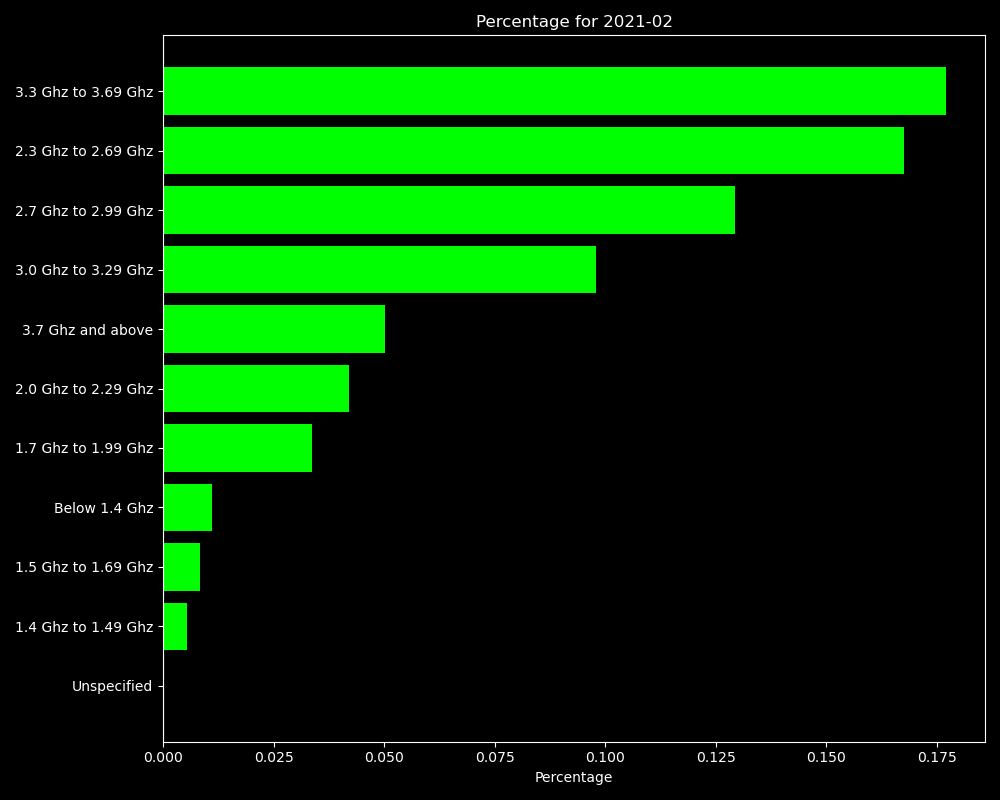 Percentage for 2021-02
3.3 Ghz to 3.69 Ghz
2.3 Ghz to 2.69 Ghz
2.7 Ghz to 2.99 Ghz
3.0 Ghz to 3.29 Ghz
3.7 Ghz and above
2.0 Ghz to 2.29 Ghz
1.7 Ghz to 1.99 Ghz
Below 1.4 Ghz
1.5 Ghz to 1.69 Ghz
1.4 Ghz to 1.49 Ghz
Unspecified
0.000 0.025 0.050 0.075 0.100 0.125 0.150 0.175
Percentage